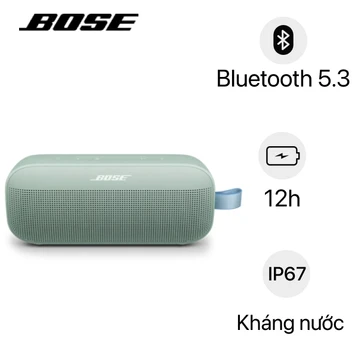 BOSE
Bluetooth 5.3
BOSE
12h
IP67
Kháng nước